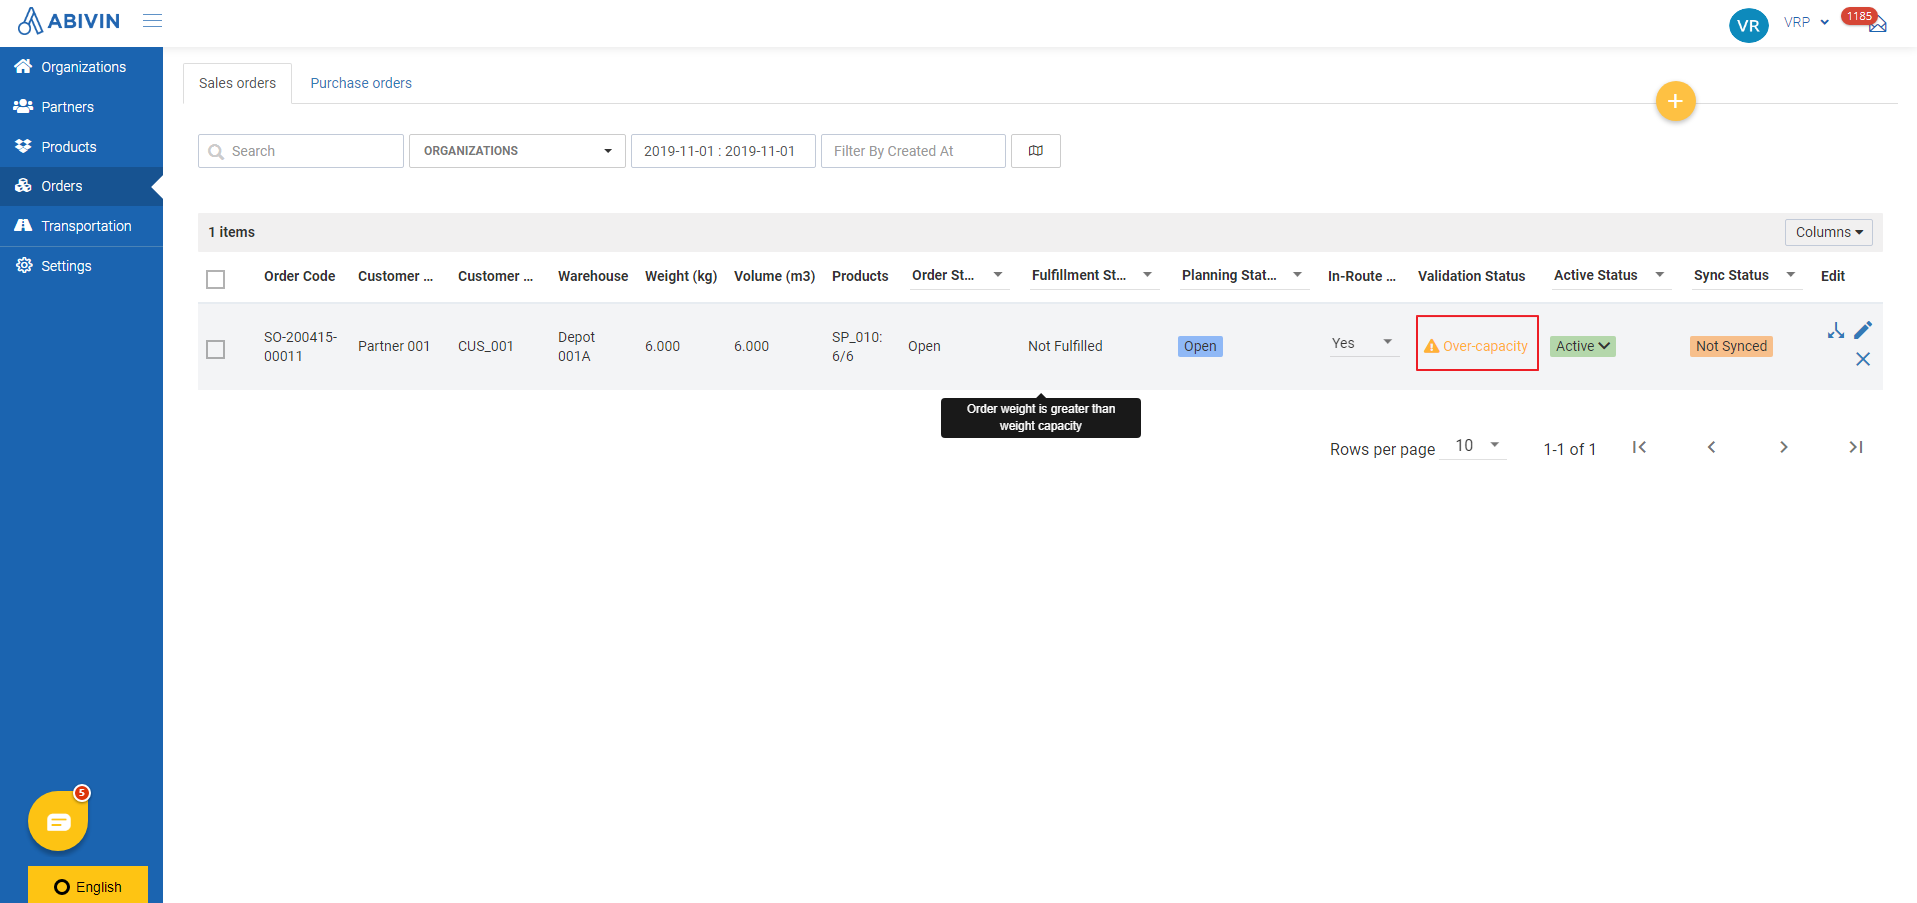 ABIVIN
VR
VRP
1185
Organizations
Partners
Products
Orders
Transportation
Settings
Sales orders
Purchase orders
+
Search
ORGANIZATIONS
2019-11-01 : 2019-11-01
Filter By Created At
1 items
Columns
Order Code
Customer ...
Customer ...
Warehouse
Weight (kg)
Volume (m3)
Products
Order St...
Fulfillment St...
Planning Stat...
In-Route ...
Validation Status
Active Status
Sync Status
Edit
SO-200415-
00011
Partner 001
CUS_001
Depot
001A
6.000
6.000
SP_010:
6/6
Open
Not Fulfilled
Open
Yes
Over-capacity
Active
Not Synced
Order weight is greater than
weight capacity
Rows per page
10
1-1 of 1
5
English